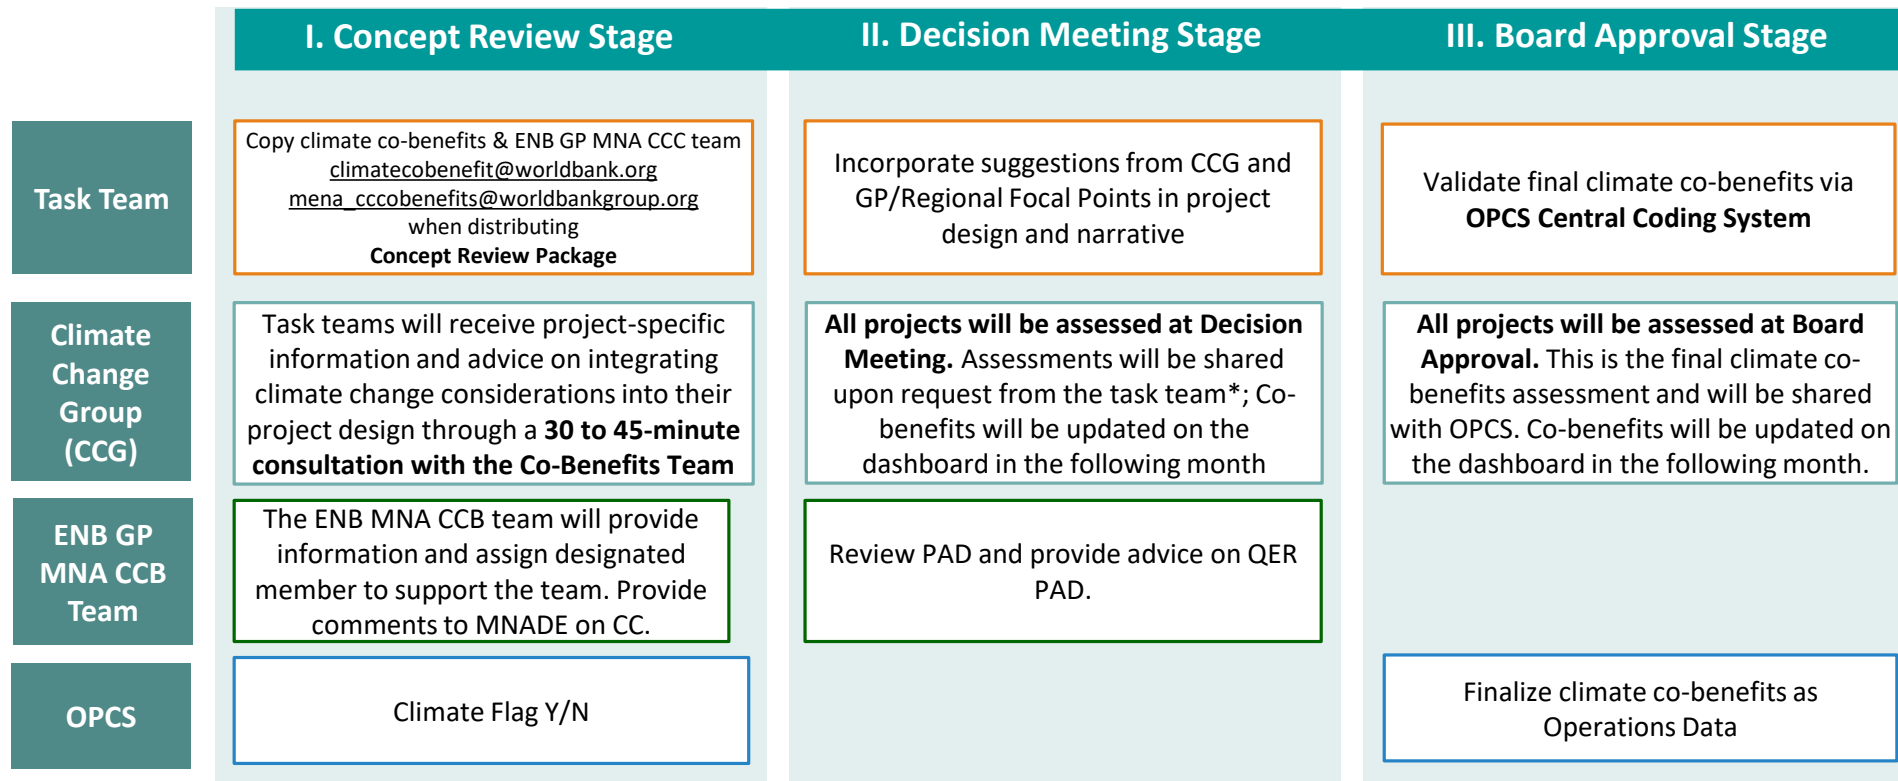 I. Concept Review Stage
II. Decision Meeting Stage
III. Board Approval Stage
Task Team
Copy climate co-benefits & ENB GP MNA CCC team
climatecobenefit@worldbank.org
mena_cccobenefits@worldbankgroup.org
when distributing
Concept Review Package
Incorporate suggestions from CCG and
GP/Regional Focal Points in project
design and narrative
Validate final climate co-benefits via
OPCS Central Coding System
Climate
Change
Group
(CCG)
Task teams will receive project-specific
information and advice on integrating
climate change considerations into their
project design through a 30 to 45-minute
consultation with the Co-Benefits Team
All projects will be assessed at Decision
Meeting. Assessments will be shared
upon request from the task team*; Co-
benefits will be updated on the
dashboard in the following month
All projects will be assessed at Board
Approval. This is the final climate co-
benefits assessment and will be shared
with OPCS. Co-benefits will be updated on
the dashboard in the following month.
ENB GP
MNA CCB
Team
The ENB MNA CCB team will provide
information and assign designated
member to support the team. Provide
comments to MNADE on CC.
Review PAD and provide advice on QER
PAD.
OPCS
Climate Flag Y/N
Finalize climate co-benefits as
Operations Data